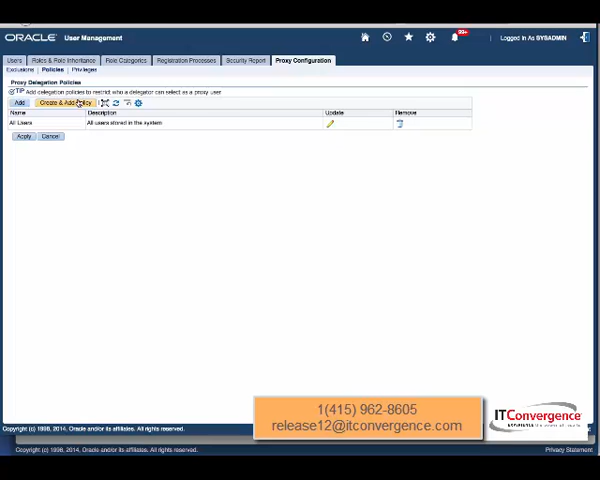 ORACLE User Management
99+
Logged In As SYSADMIN
Users Roles & Role Inheritance Role Categories Registration Processes Security Report Proxy Configuration
Exclusions Policies Privileges
Proxy Delegation Policies
TIP Add delegation policies to restrict who a delegator can select as a proxy user
Add Create & Add Policy
Name Description Update Remove
All Users All users stored in the system
Apply Cancel
1(415) 962-8605
release12@itconvergence.com
ITConvergence
Copyright (c) 1998, 2014, Oracle and/or its affiliates. All rights reserved.
Copyright (c) 1998, 2014, Oracle and/or its affiliates. All rights reserved.
Privacy Statement